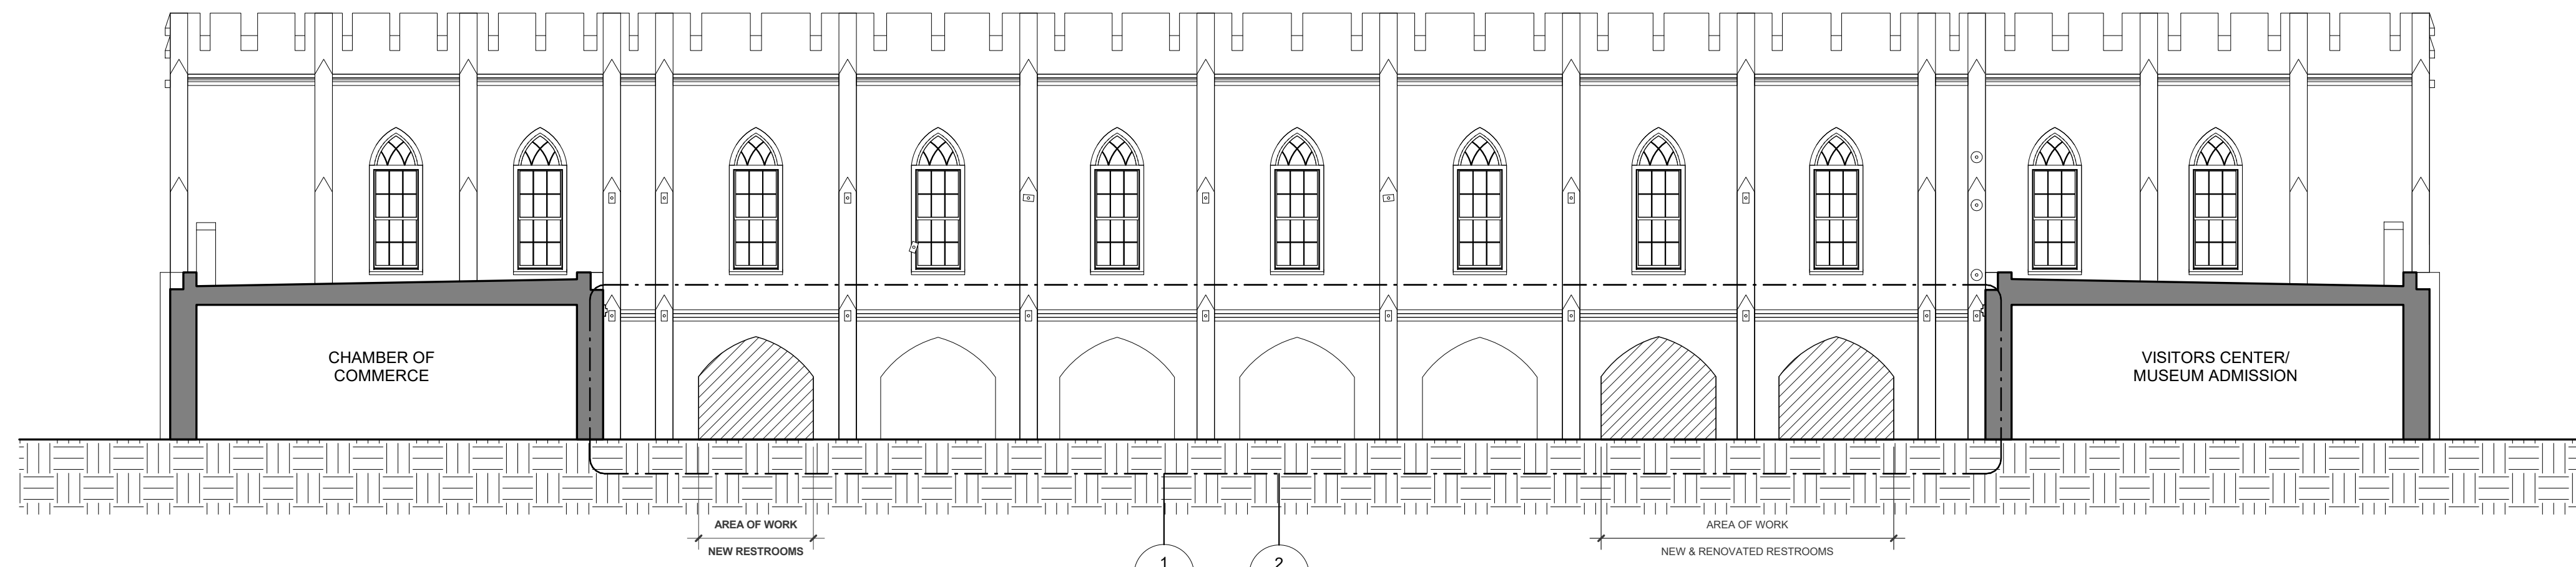 CHAMBER OF
COMMERCE
VISITORS CENTER/
MUSEUM ADMISSION
AREA OF WORK
NEW RESTROOMS
1
2
AREA OF WORK
NEW & RENOVATED RESTROOMS